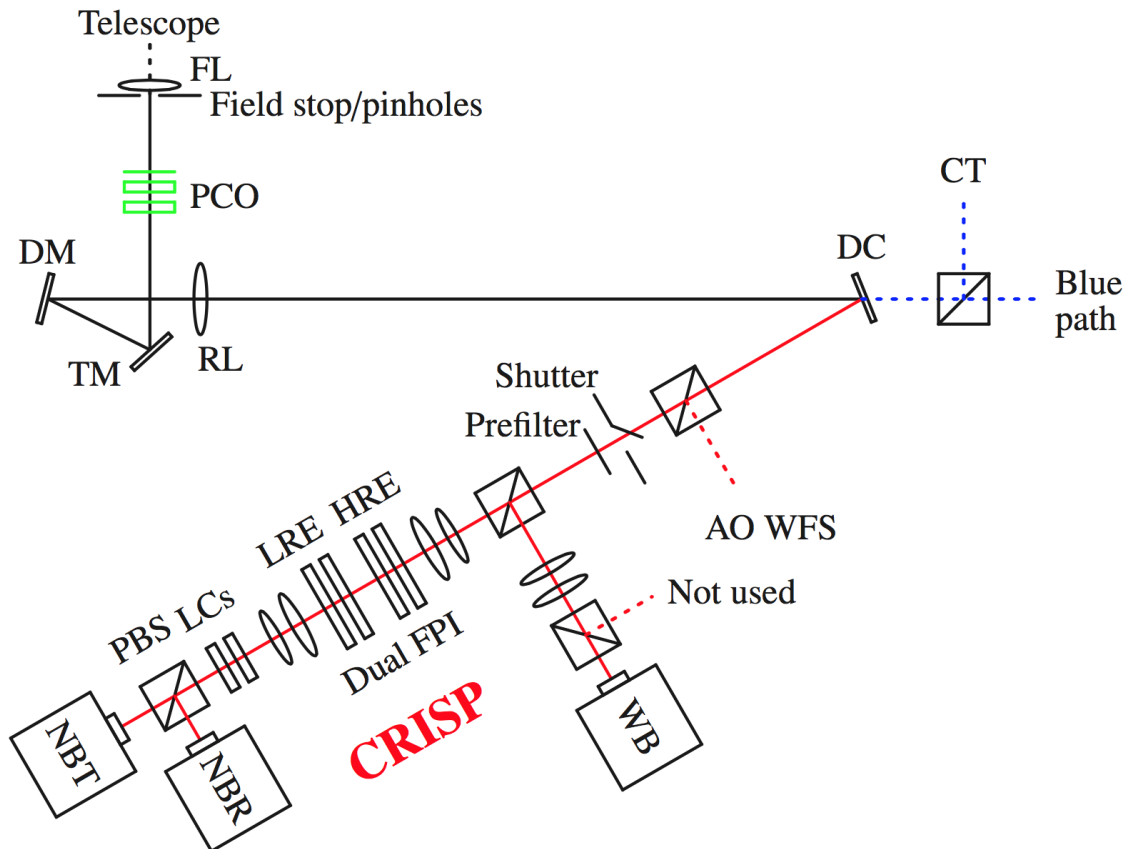 Telescope
FL
Field stop/pinholes
PCO
CT
DM
DC
Blue
path
TM
RL
Shutter
Prefilter
AO WFS
LRE HRE
Not used
PBS LCs
Dual FPI
CRISP
WB
NBT
NBR